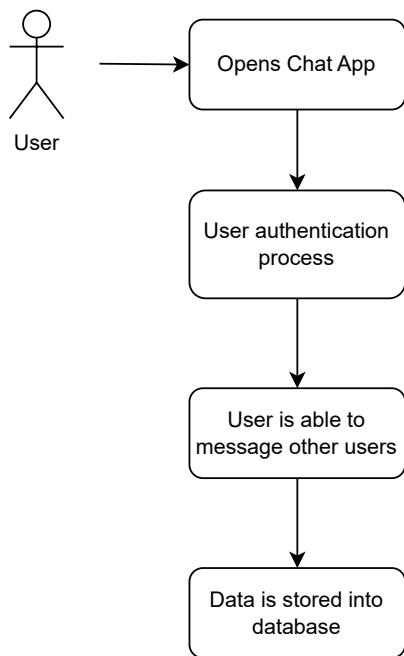 Opens Chat App
User
User authentication
process
User is able to
message other users
Data is stored into
database